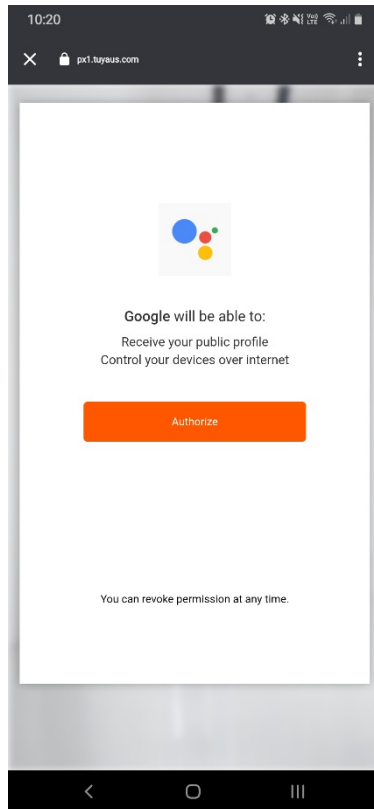 10:20
px1.tuyaus.com
Google will be able to:
Receive your public profile
Control your devices over internet
Authorize
You can revoke permission at any time.